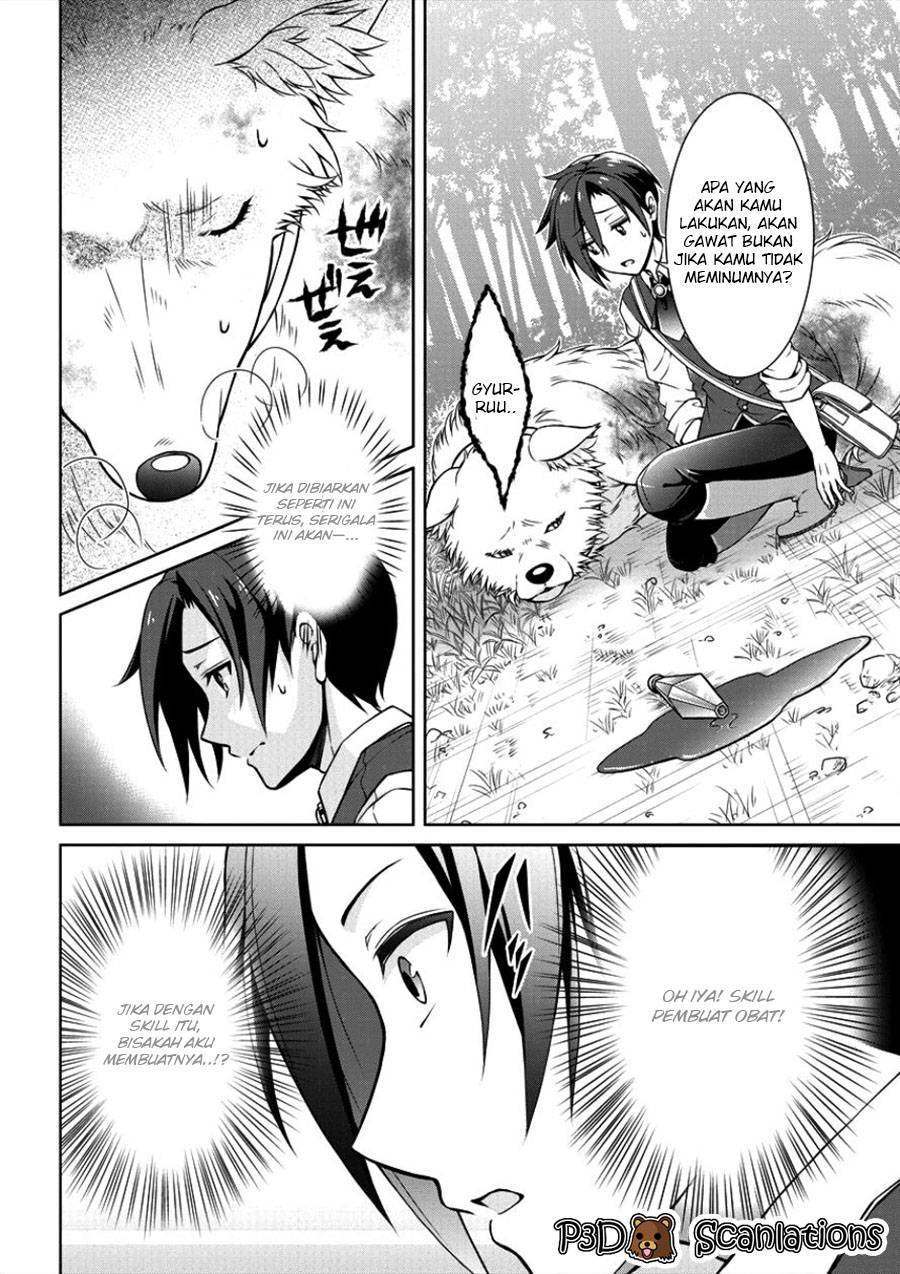 APA YANG
AKAN KAMU
LAKUKAN, AKAN
GAWAT BUKAN
JIKA KAMU TIDAK
MEMINUMNYA?
GYUR-
RUU..
ぜえ
ぜえ
JIKA DIBIARKAN
SEPERTI INI
TERUS, SERIGALA
INI AKAN—...
OH IYA! SKILL
PEMBUAT OBAT!
JIKA DENGAN
SKILL ITU,
BISAKAH AKU
MEMBUATNYA..!?
P3D Scanlations